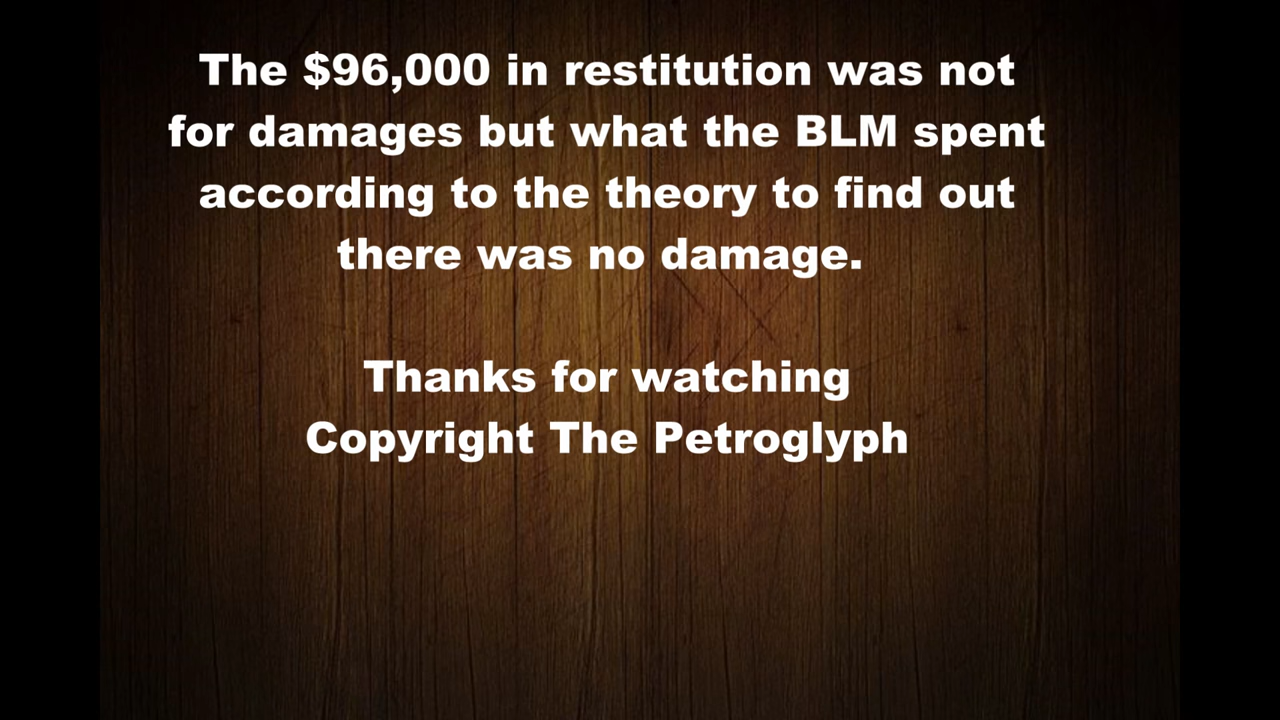 The $96,000 in restitution was not
for damages but what the BLM spent
according to the theory to find out
there was no damage.
Thanks for watching
Copyright The Petroglyph